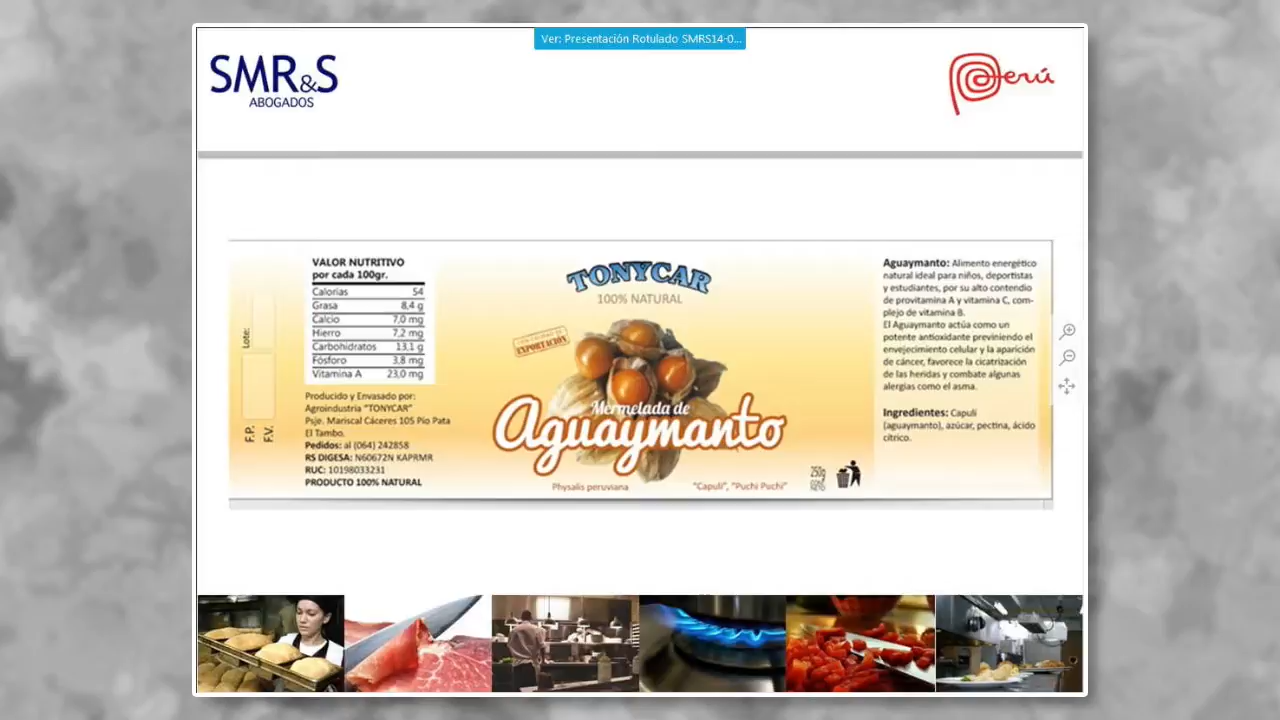 Ver: Presentación Rotulado SMRS14-0...
SMR&S
ABOGADOS
Perú
VALOR NUTRITIVO
por cada 100gr.
Calorias 54
Grasa 8,4 g
Calcio 7,0 mg
Hierro 7,2 mg
Carbohidratos 13,1 g
Fósforo 3,8 mg
Vitamina A 23,0 mg
Lote:
F.P.
F.V.
Producido y Envasado por:
Agroindustria "TONYCAR"
Psje. Mariscal Cáceres 105 Pio Pata
El Tambo.
Pedidos: al (064) 242858
RS DIGESA: N60672N KAPRMR
RUC: 10198033231
PRODUCTO 100% NATURAL
TONYCAR
100% NATURAL
EXPORTACIÓN
Mermelada de
Aguaymanto
Physalis peruviana
"Capulí", "Puchi Puchi"
250g
Aguaymanto: Alimento energético
natural ideal para niños, deportistas
y estudiantes, por su alto contendio
de provitamina A y vitamina C, com-
plejo de vitamina B.
El Aguaymanto actúa como un
potente antioxidante previniendo el
envejecimiento celular y la aparición
de cáncer, favorece la cicatrización
de las heridas y combate algunas
alergias como el asma.
Ingredientes: Capulí
(aguaymanto), azúcar, pectina, ácido
cítrico.